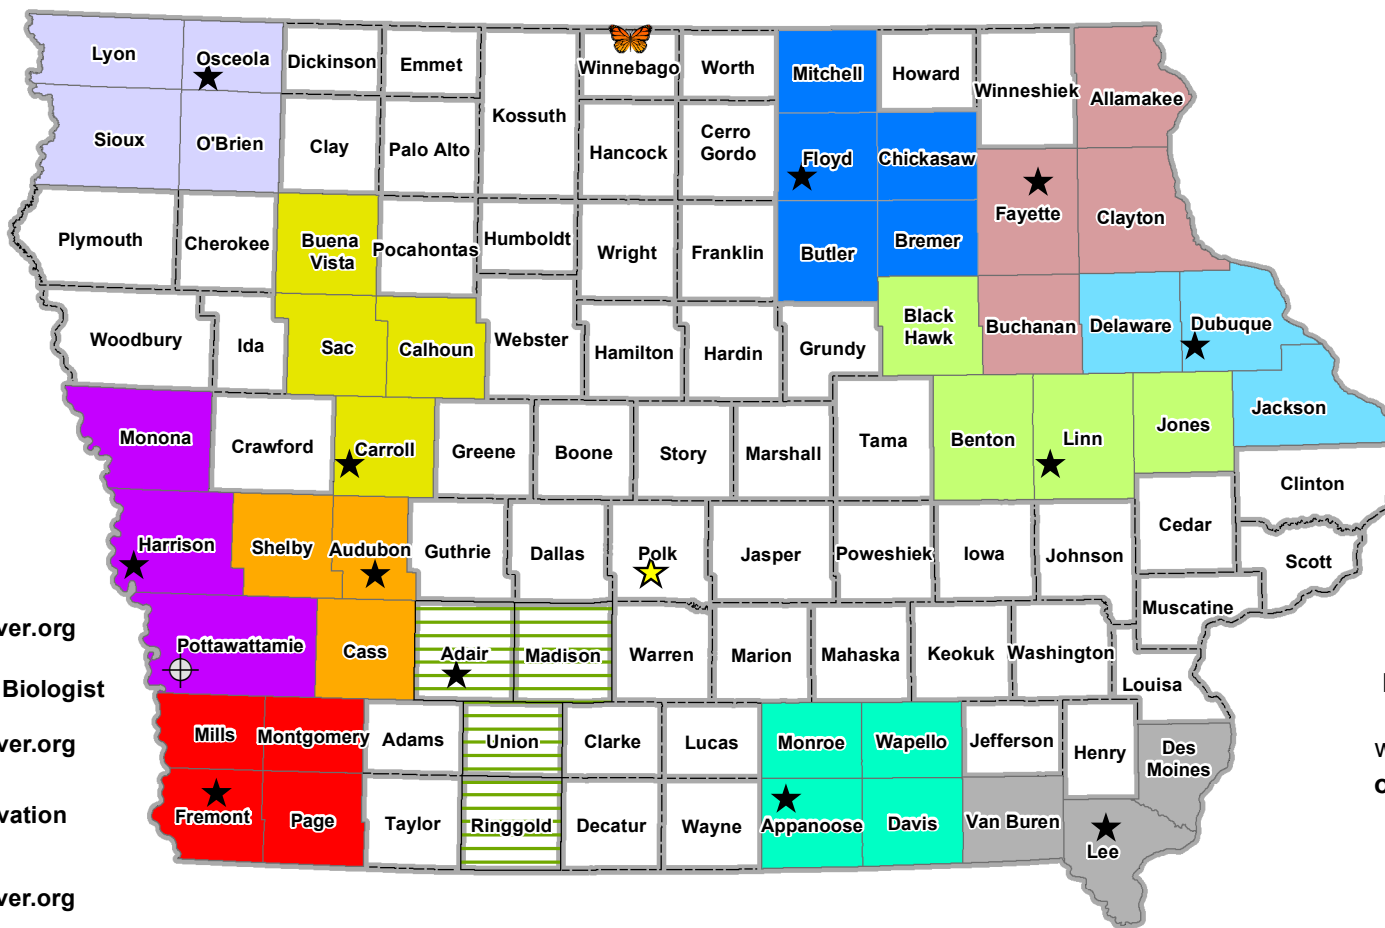 Lyon
Osceola
Dickinson
Emmet
Winnebago
Worth
Mitchell
Howard
Winneshiek
Allamakee
Kossuth
Sioux
O'Brien
Clay
Palo Alto
Hancock
Cerro
Gordo
Floyd
Chickasaw
Fayette
Clayton
Plymouth
Cherokee
Buena
Vista
Pocahontas
Humboldt
Wright
Franklin
Butler
Bremer
Woodbury
Ida
Sac
Calhoun
Webster
Hamilton
Hardin
Grundy
Black
Hawk
Buchanan
Delaware
Dubuque
Jackson
Monona
Crawford
Carroll
Greene
Boone
Story
Marshall
Tama
Benton
Linn
Jones
Clinton
Cedar
Scott
Harrison
Shelby
Audubon
Guthrie
Dallas
Polk
Jasper
Poweshiek
Iowa
Johnson
Muscatine
ver.org
Pottawattamie
Cass
Adair
Madison
Warren
Marion
Mahaska
Keokuk
Washington
Louisa
Biologist
ver.org
Mills
Montgomery
Adams
Union
Clarke
Lucas
Monroe
Wapello
Jefferson
Henry
Des
Moines
vation
Fremont
Page
Taylor
Ringgold
Decatur
Wayne
Appanoose
Davis
Van Buren
Lee
ver.org